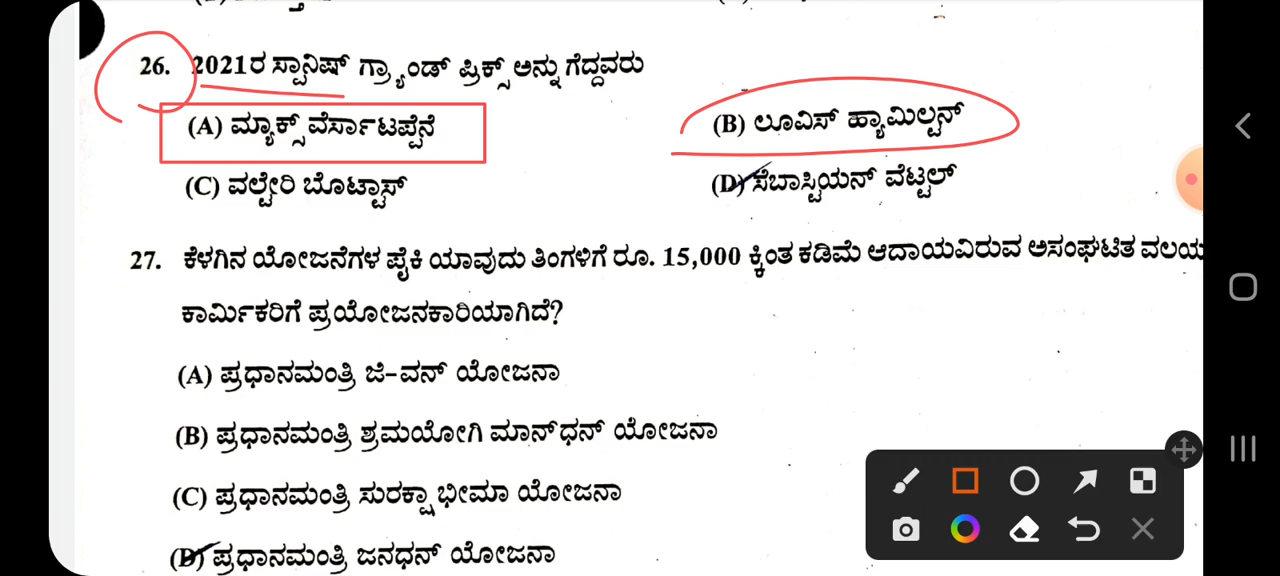 26. 2021ರ ಸ್ಪಾನಿಷ್ ಗ್ರ್ಯಾಂಡ್ ಪ್ರಿಕ್ಸ್ ಅನ್ನು ಗೆದ್ದವರು
(A) ಮ್ಯಾಕ್ಸ್ ವೆರ್ಸಾಟಪ್ಪೆನೆ
(B) ಲೂವಿಸ್ ಹ್ಯಾಮಿಲ್ಟನ್
(C) ವಲ್ಟೇರಿ ಬೊಟ್ಟಾಸ್
(D) ಸೆಬಾಸ್ಟಿಯನ್ ವೆಟ್ಟಲ್
27. ಕೆಳಗಿನ ಯೋಜನೆಗಳ ಪೈಕಿ ಯಾವುದು ತಿಂಗಳಿಗೆ ರೂ. 15,000 ಕ್ಕಿಂತ ಕಡಿಮೆ ಆದಾಯವಿರುವ ಅಸಂಘಟಿತ ವಲಯ
ಕಾರ್ಮಿಕರಿಗೆ ಪ್ರಯೋಜನಕಾರಿಯಾಗಿದೆ?
(A) ಪ್ರಧಾನಮಂತ್ರಿ ಜಿ-ವನ್ ಯೋಜನಾ
(B) ಪ್ರಧಾನಮಂತ್ರಿ ಶ್ರಮಯೋಗಿ ಮಾನ್‌ಧನ್ ಯೋಜನಾ
(C) ಪ್ರಧಾನಮಂತ್ರಿ ಸುರಕ್ಷಾ ಭೀಮಾ ಯೋಜನಾ
(D) ಪ್ರಧಾನಮಂತ್ರಿ ಜನಧನ್ ಯೋಜನಾ